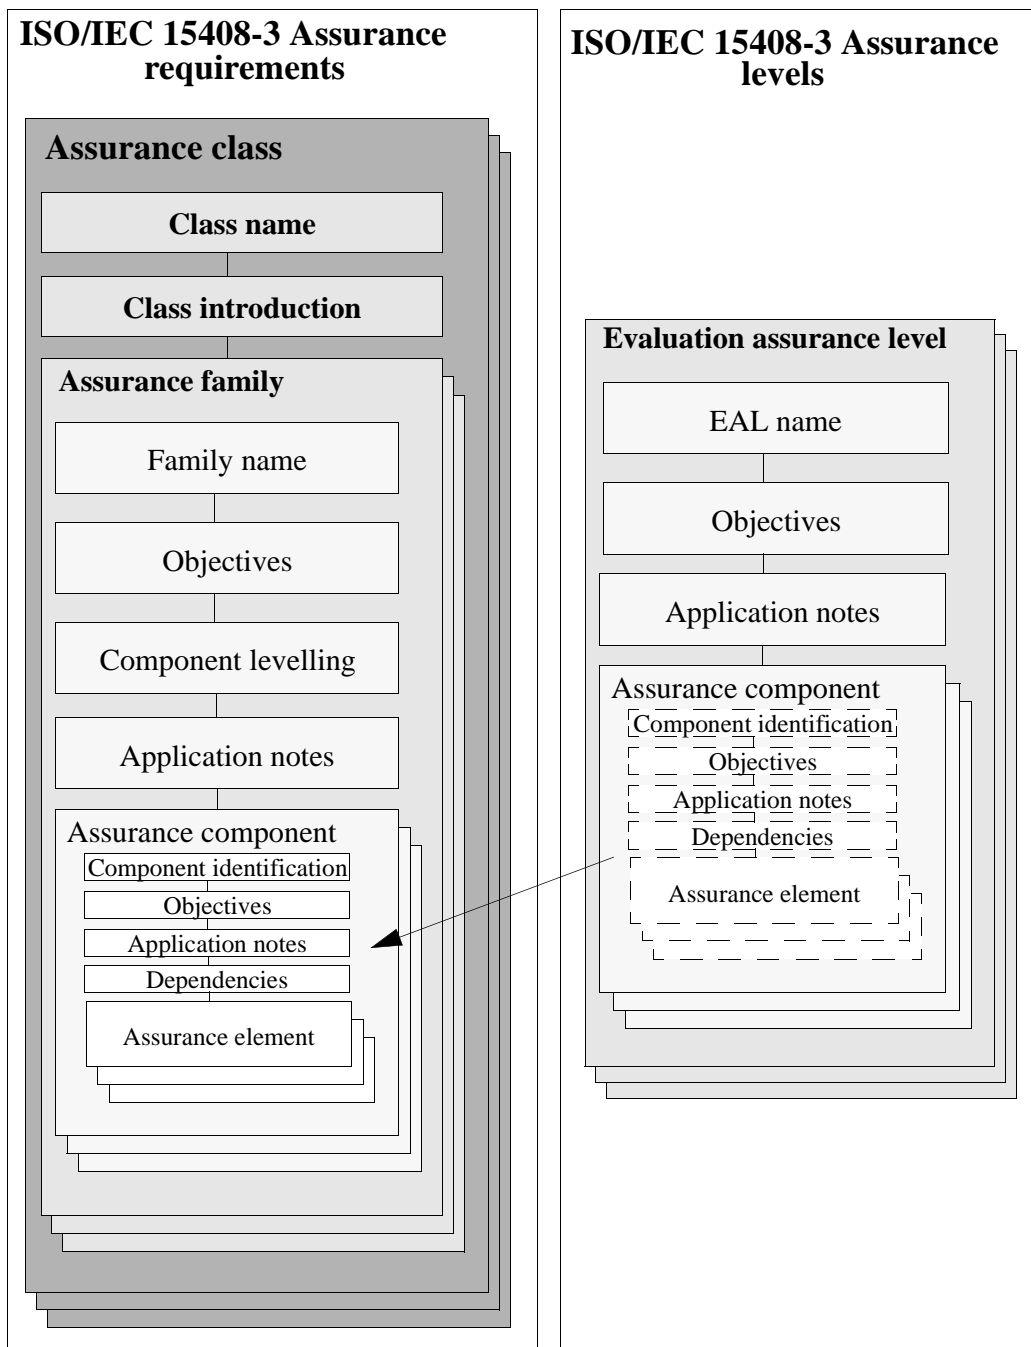 ISO/IEC 15408-3 Assurance
requirements
Assurance class
Class name
Class introduction
Assurance family
Family name
Objectives
Component levelling
Application notes
Assurance component
Component identification
Objectives
Application notes
Dependencies
Assurance element
ISO/IEC 15408-3 Assurance
levels
Evaluation assurance level
EAL name
Objectives
Application notes
Assurance component
Component identification
Objectives
Application notes
Dependencies
Assurance element